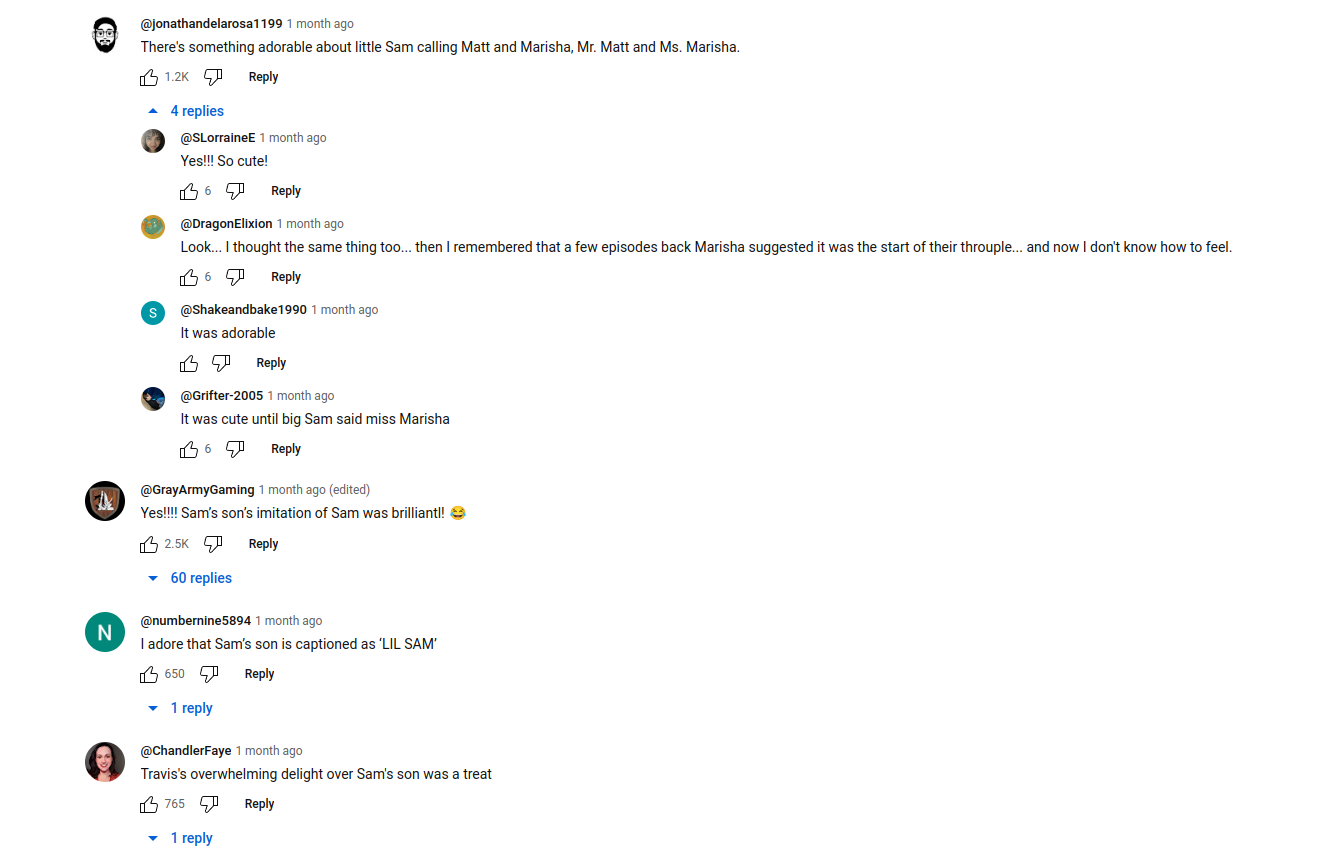 @jonathandelarosa1199 1 month ago
There's something adorable about little Sam calling Matt and Marisha, Mr. Matt and Ms. Marisha.
1.2K Reply
4 replies
@SLorraineE 1 month ago
Yes!!! So cute!
6 Reply
@DragonElixion 1 month ago
Look... I thought the same thing too... then I remembered that a few episodes back Marisha suggested it was the start of their throuple... and now I don't know how to feel.
6 Reply
S
@Shakeandbake1990 1 month ago
It was adorable
Reply
@Grifter-2005 1 month ago
It was cute until big Sam said miss Marisha
6 Reply
@GrayArmyGaming 1 month ago (edited)
Yes!!!! Sam’s son’s imitation of Sam was brilliantl! 😂
2.5K Reply
60 replies
N
@numbernine5894 1 month ago
I adore that Sam’s son is captioned as ‘LIL SAM’
650 Reply
1 reply
@ChandlerFaye 1 month ago
Travis's overwhelming delight over Sam's son was a treat
765 Reply
1 reply